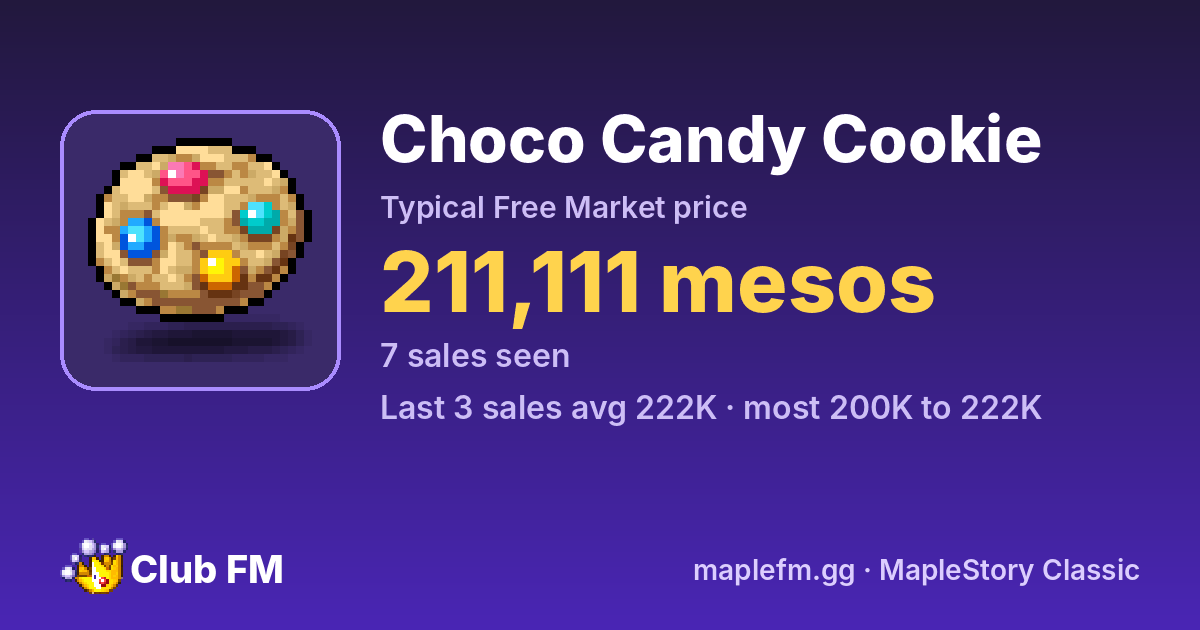 Choco Candy Cookie
Typical Free Market price
211,111 mesos
7 sales seen
Last 3 sales avg 222K · most 200K to 222K
Club FM
maplefm.gg · MapleStory Classic